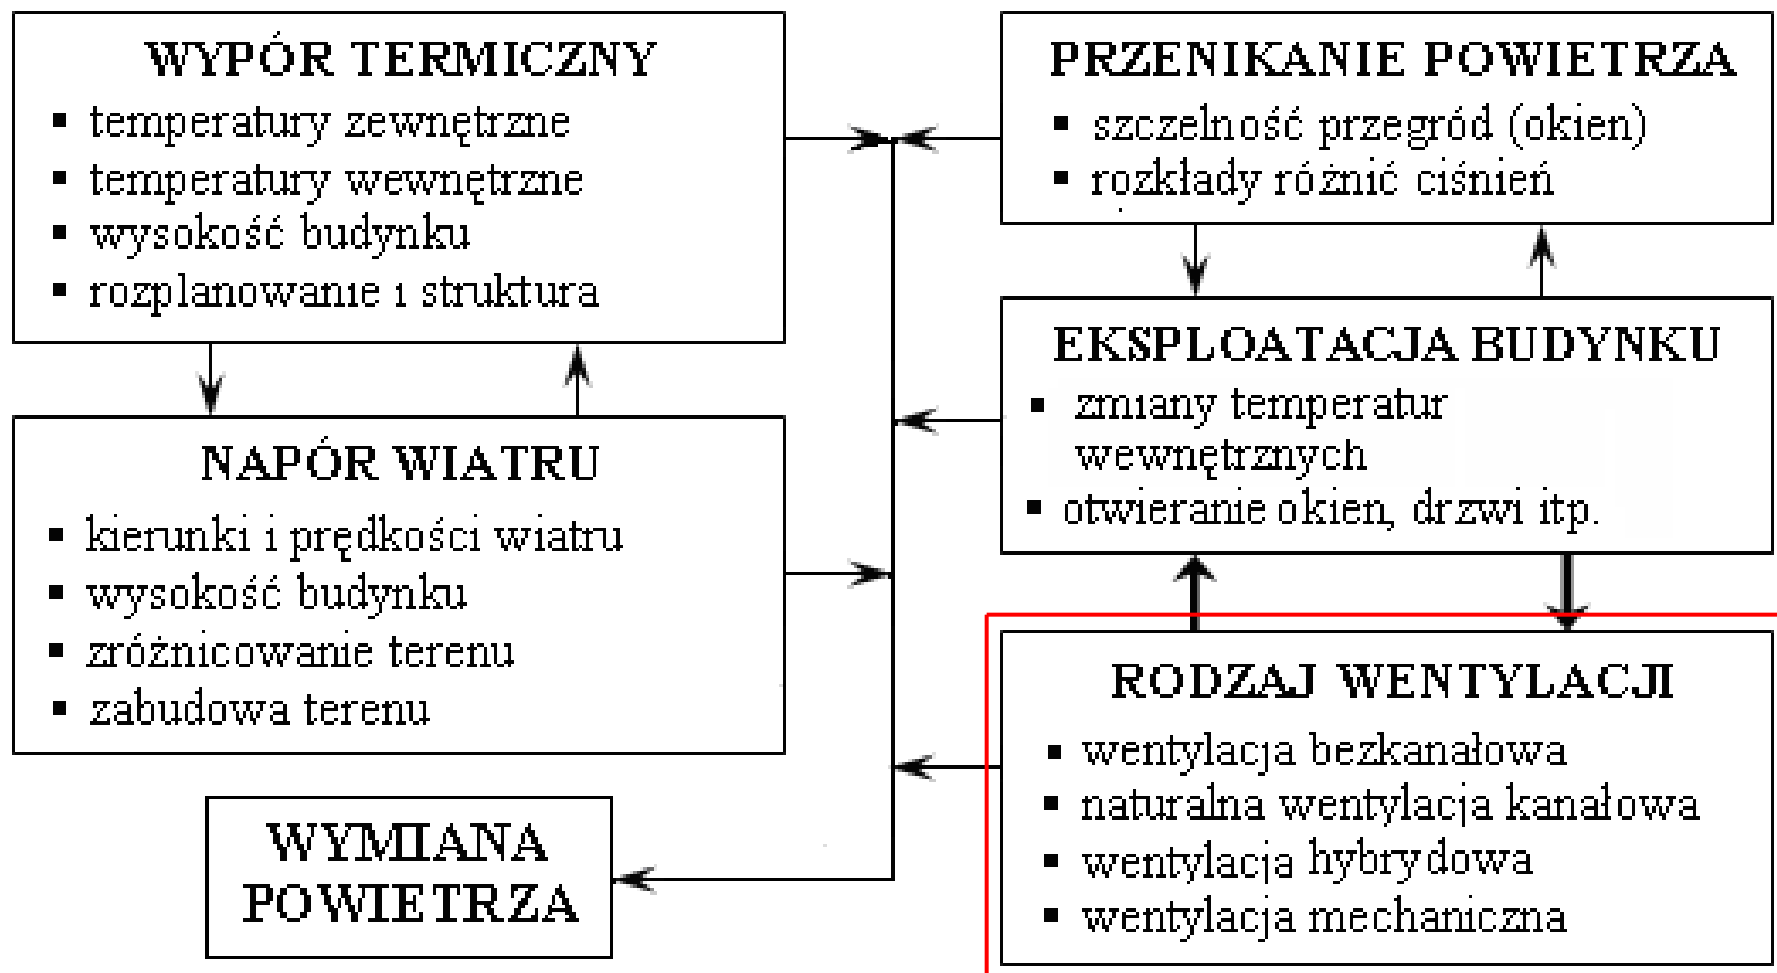 WYPÓR TERMICZNY
▪ temperatury zewnętrzne
▪ temperatury wewnętrzne
▪ wysokość budynku
▪ rozplanowanie i struktura
NAPÓR WIATRU
▪ kierunki i prędkości wiatru
▪ wysokość budynku
▪ zróżnicowanie terenu
▪ zabudowa terenu
WYMIANA
POWIETRZA
PRZENIKANIE POWIETRZA
▪ szczelność przegród (okien)
▪ rozkłady różnić ciśnień
EKSPLOATACJA BUDYNKU
▪ zmiany temperatur
wewnętrznych
▪ otwieranie okien, drzwi itp.
RODZAJ WENTYLACJI
▪ wentylacja bezkanałowa
▪ naturalna wentylacja kanałowa
▪ wentylacja hybrydowa
▪ wentylacja mechaniczna